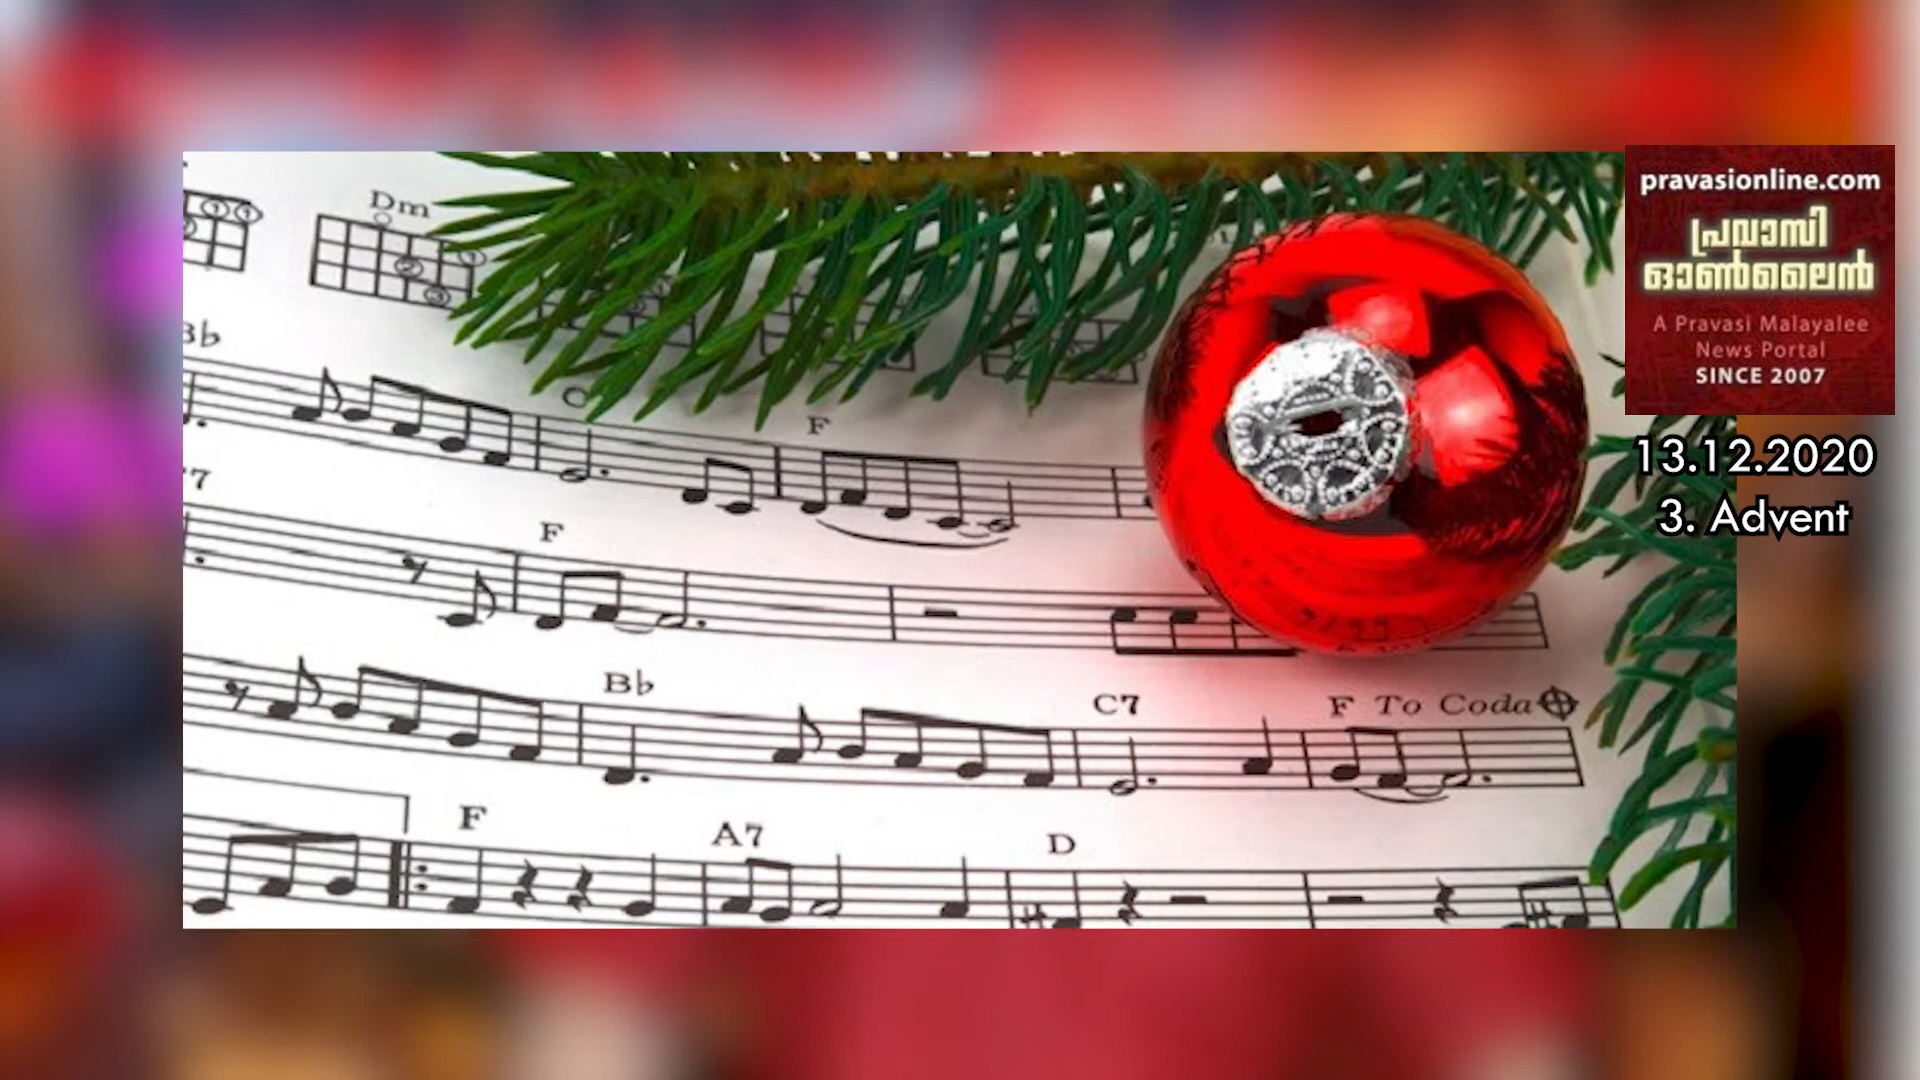 pravasionline.com
പ്രവാസി
ഓൺലൈൻ
A Pravasi Malayalee
News Portal
SINCE 2007
13.12.2020
3. Advent
Dm
Bb
F
F
Bb
C7
F To Coda
F
A7
D